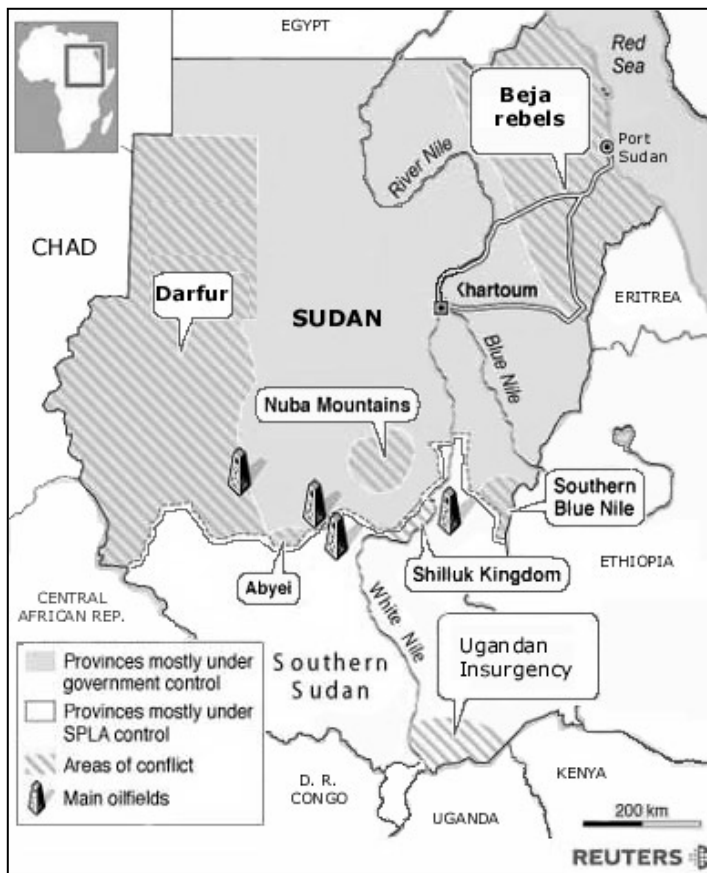 EGYPT
Red
Sea
Beja
rebels
Port
Sudan
River Nile
CHAD
Khartoum
ERITREA
Darfur
SUDAN
Blue Nile
Nuba Mountains
Southern
Blue Nile
ETHIOPIA
Abyei
Shilluk Kingdom
CENTRAL
AFRICAN REP.
White Nile
Ugandan
Insurgency
Southern
Sudan
Provinces mostly under
government control
Provinces mostly under
SPLA control
Areas of conflict
Main oilfields
D. R.
CONGO
UGANDA
KENYA
200 km
REUTERS